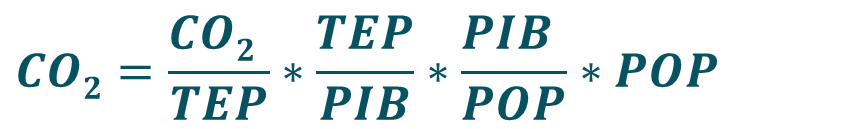 CO₂ = CO₂/TEP * TEP/PIB * PIB/POP * POP